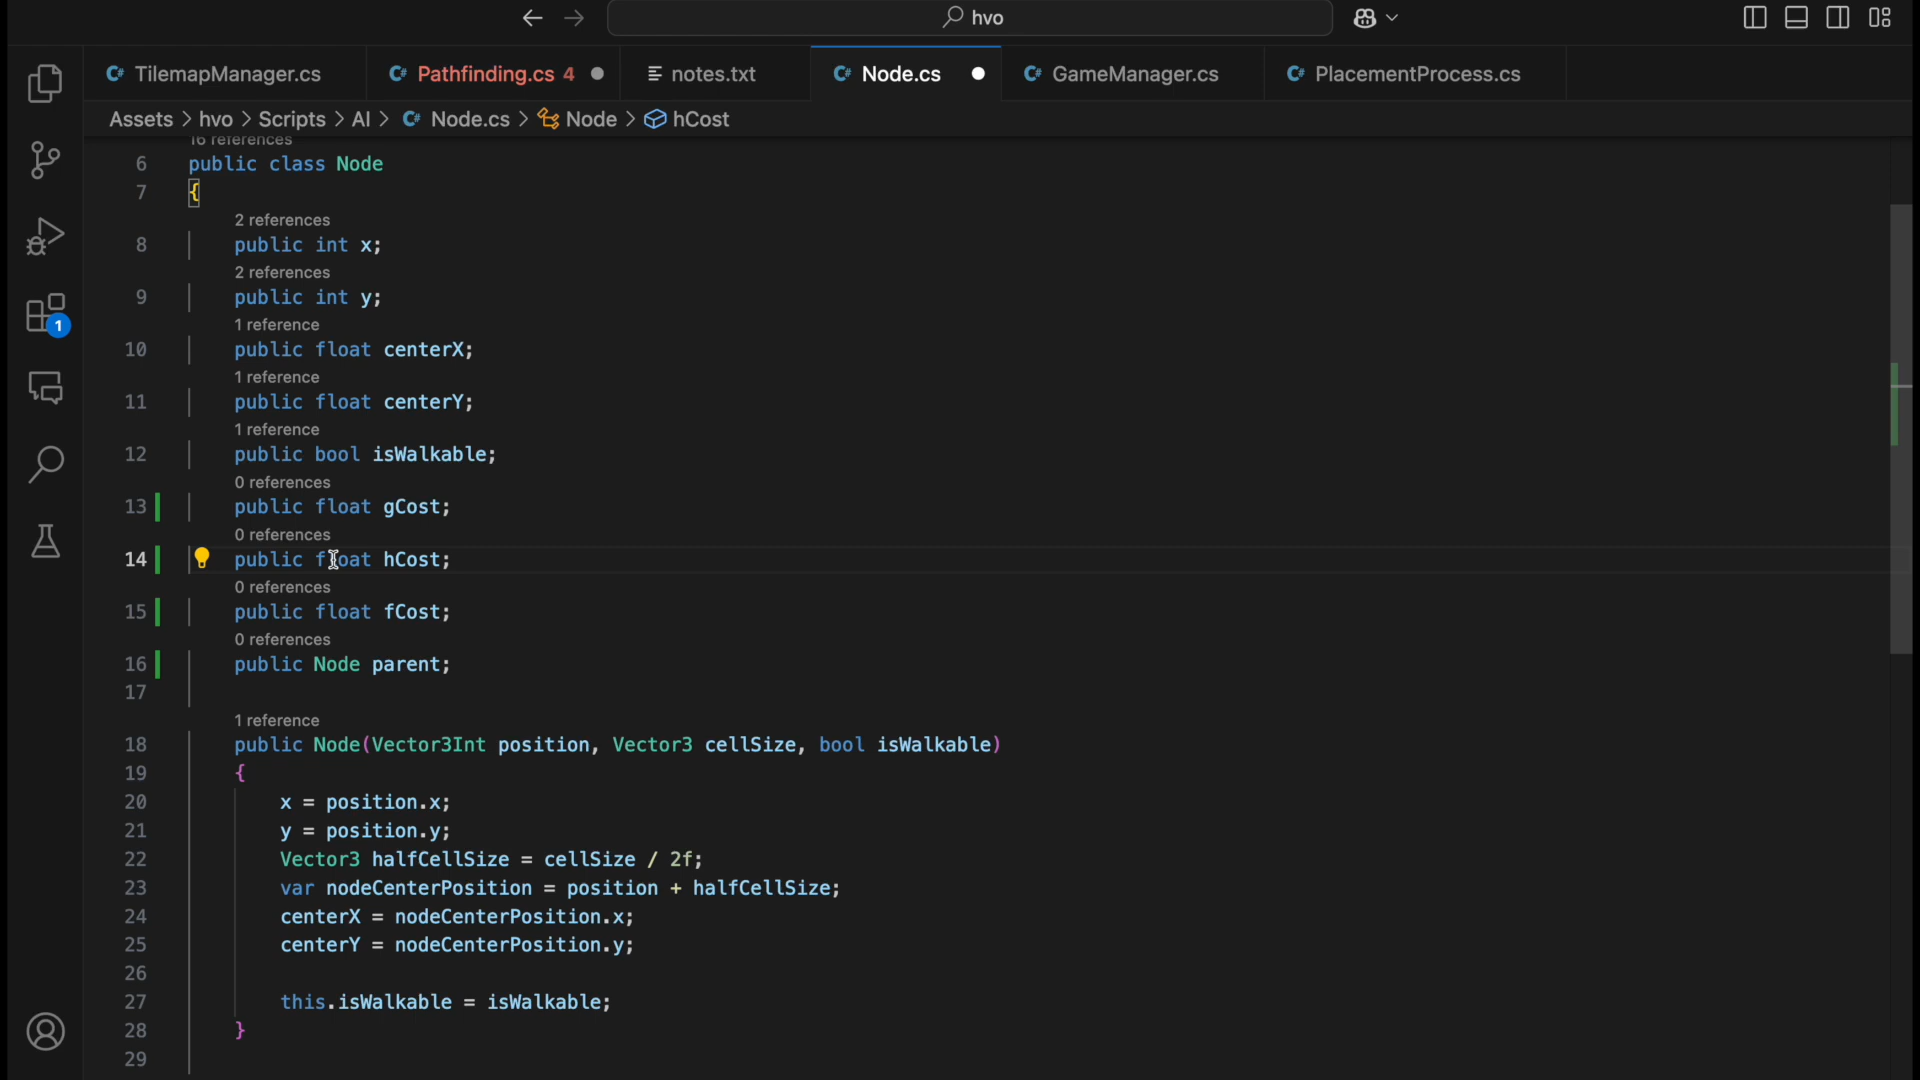 hvo
TilemapManager.cs Pathfinding.cs 4 notes.txt Node.cs GameManager.cs PlacementProcess.cs
Assets > hvo > Scripts > AI > Node.cs > Node > hCost
16 references
6 public class Node
7 {
2 references
8 public int x;
2 references
9 public int y;
1 reference
10 public float centerX;
1 reference
11 public float centerY;
1 reference
12 public bool isWalkable;
0 references
13 public float gCost;
0 references
14 public float hCost;
0 references
15 public float fCost;
0 references
16 public Node parent;
17
1 reference
18 public Node(Vector3Int position, Vector3 cellSize, bool isWalkable)
19 {
20 x = position.x;
21 y = position.y;
22 Vector3 halfCellSize = cellSize / 2f;
23 var nodeCenterPosition = position + halfCellSize;
24 centerX = nodeCenterPosition.x;
25 centerY = nodeCenterPosition.y;
26
27 this.isWalkable = isWalkable;
28 }
29
1